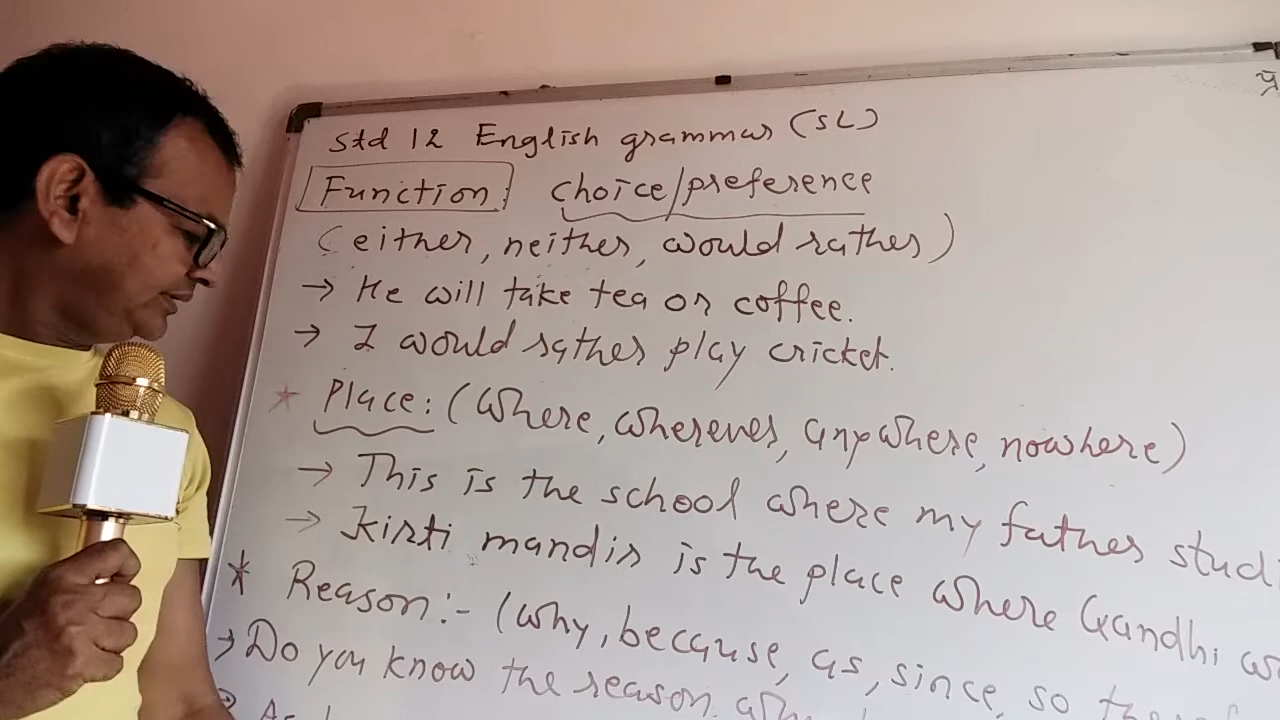 Std 12 English grammar (SL)
Function choice/preference
(either, neither, would rather)
→ He will take tea or coffee.
→ I would rather play cricket.
* Place: (Where, wherever, anywhere, nowhere)
→ This is the school where my father studi
→ Kirti mandir is the place where Gandhi
* Reason:- (Why, because, as, since, so
→ Do you know the reason